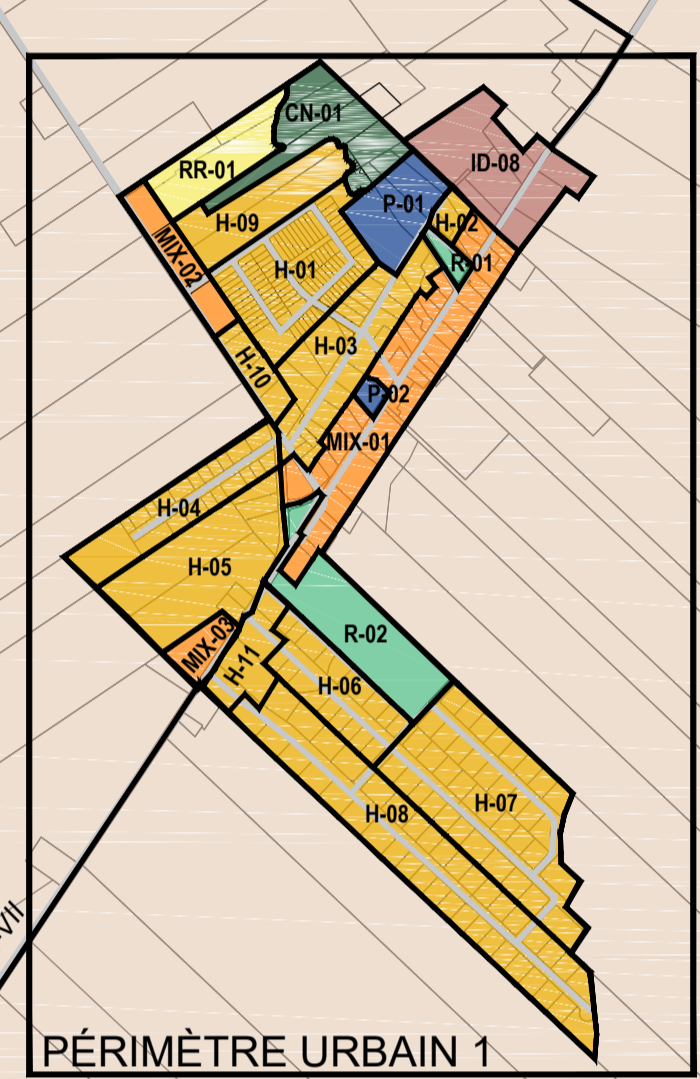 CN-01
ID-08
RR-01
P-01
H-09
H-02
MIX-02
R-01
H-01
H-03
H-10
P-02
MIX-01
H-04
H-05
R-02
MIX-03
H-11
H-06
H-07
H-08
-VII
PÉRIMÈTRE URBAIN 1